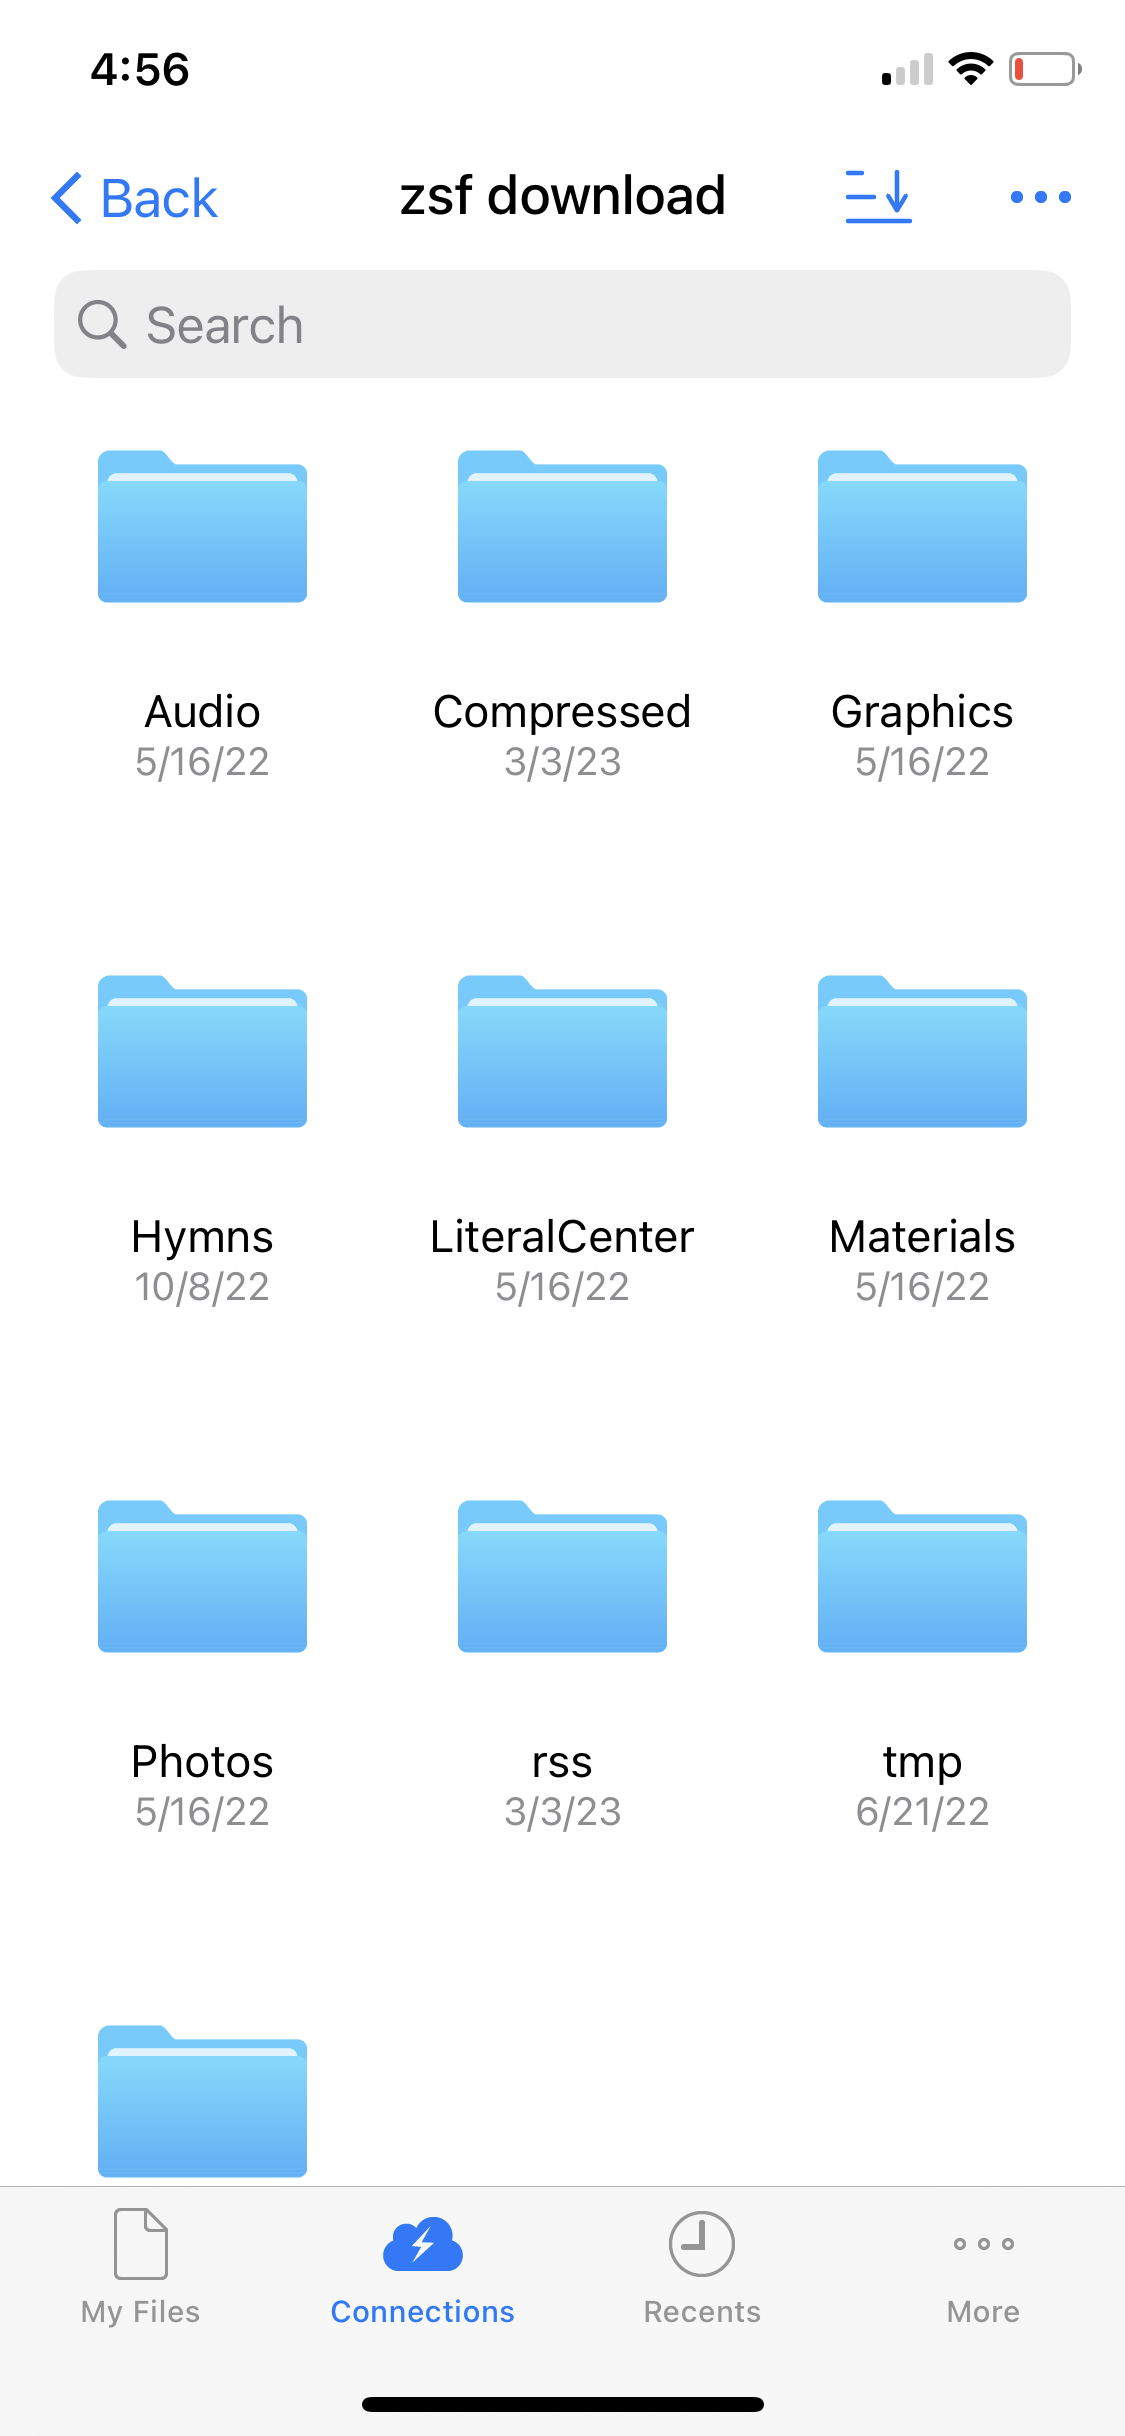 4:56
Back
zsf download
Search
Audio
5/16/22
Compressed
3/3/23
Graphics
5/16/22
Hymns
10/8/22
LiteralCenter
5/16/22
Materials
5/16/22
Photos
5/16/22
rss
3/3/23
tmp
6/21/22
My Files
Connections
Recents
More